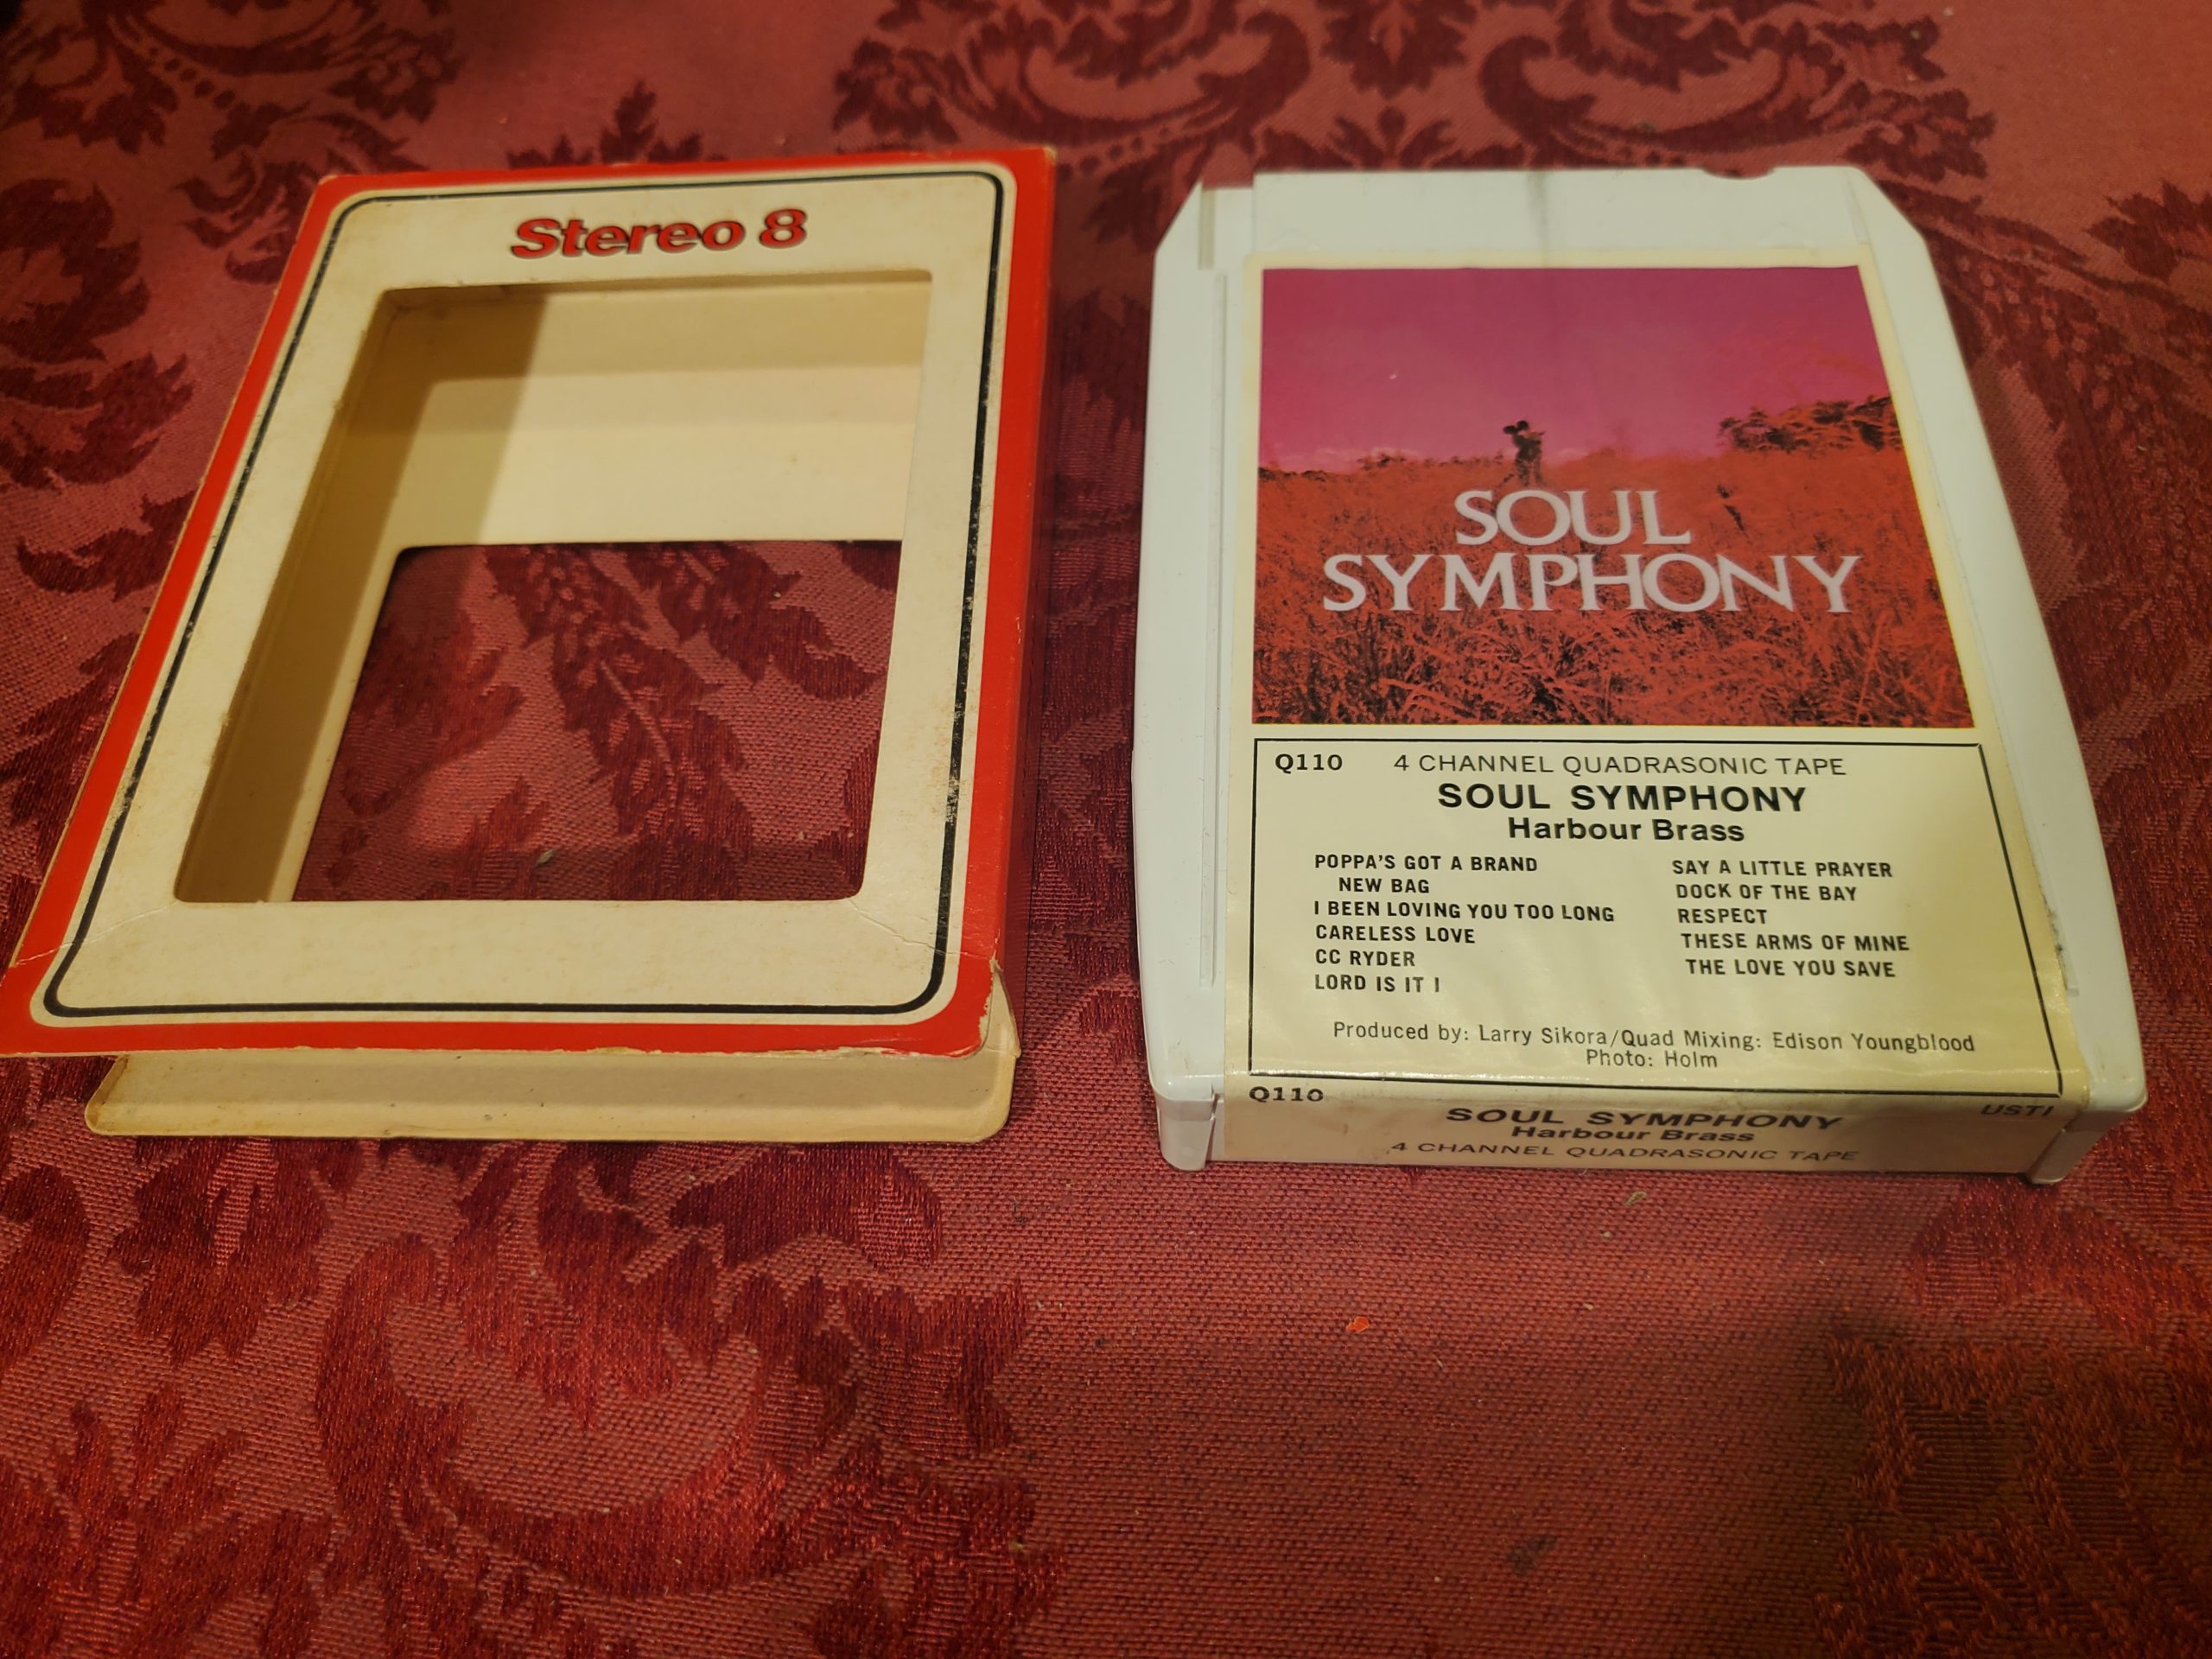 Stereo 8
SOUL
SYMPHONY
Q110 4 CHANNEL QUADRASONIC TAPE
SOUL SYMPHONY
Harbour Brass
POPPA'S GOT A BRAND
NEW BAG
I BEEN LOVING YOU TOO LONG
CARELESS LOVE
CC RYDER
LORD IS IT I
SAY A LITTLE PRAYER
DOCK OF THE BAY
RESPECT
THESE ARMS OF MINE
THE LOVE YOU SAVE
Produced by: Larry Sikora/Quad Mixing: Edison Youngblood
Photo: Holm
Q110 USTI
SOUL SYMPHONY
Harbour Brass
4 CHANNEL QUADRASONIC TAPE